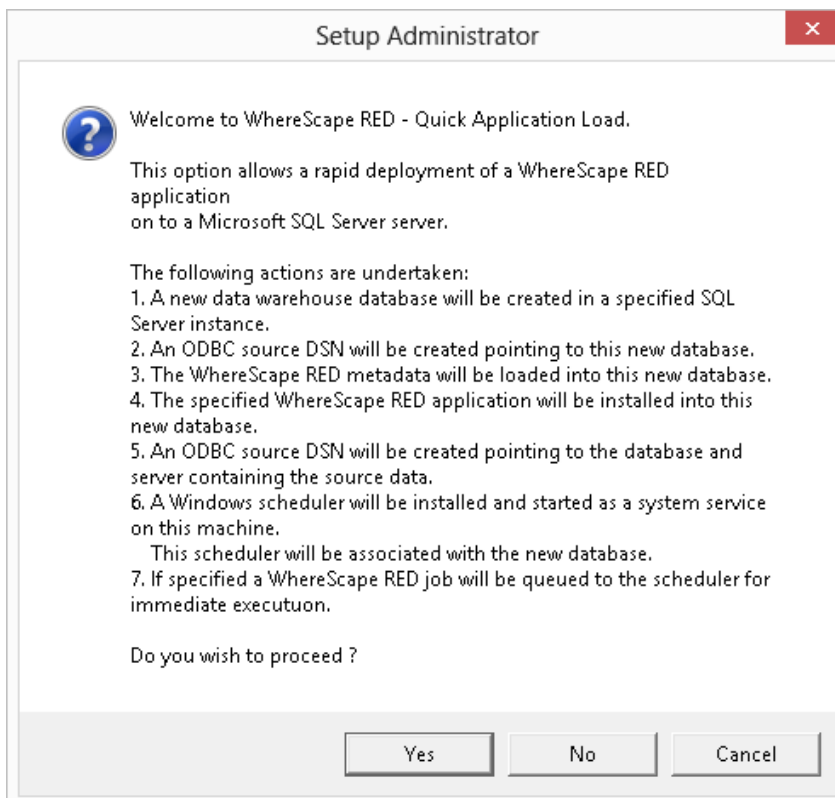 Setup Administrator
Welcome to WhereScape RED - Quick Application Load.
This option allows a rapid deployment of a WhereScape RED
application
on to a Microsoft SQL Server server.
The following actions are undertaken:
1. A new data warehouse database will be created in a specified SQL
Server instance.
2. An ODBC source DSN will be created pointing to this new database.
3. The WhereScape RED metadata will be loaded into this new database.
4. The specified WhereScape RED application will be installed into this
new database.
5. An ODBC source DSN will be created pointing to the database and
server containing the source data.
6. A Windows scheduler will be installed and started as a system service
on this machine.
This scheduler will be associated with the new database.
7. If specified a WhereScape RED job will be queued to the scheduler for
immediate executuon.
Do you wish to proceed ?
Yes No Cancel